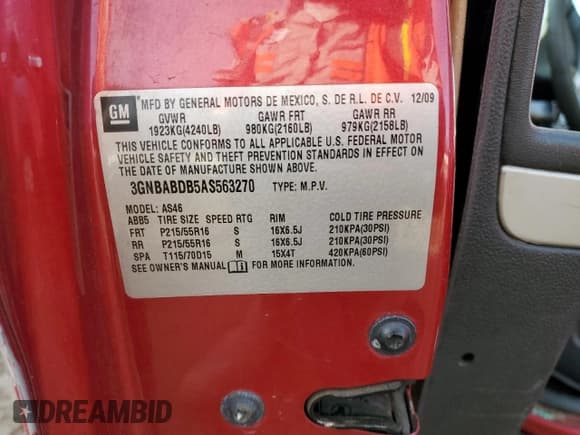 GM MFD BY GENERAL MOTORS DE MEXICO, S. DE R.L. DE C.V. 12/09
GVWR GAWR FRT GAWR RR
1923KG(4240LB) 980KG(2160LB) 979KG(2158LB)
THIS VEHICLE CONFORMS TO ALL APPLICABLE U.S. FEDERAL MOTOR
VEHICLE SAFETY AND THEFT PREVENTION STANDARDS IN EFFECT ON
THE DATE OF MANUFACTURE SHOWN ABOVE.
3GNBABDB5AS563270 TYPE: M.P.V.
MODEL: AS46
ABB5 TIRE SIZE SPEED RTG RIM COLD TIRE PRESSURE
FRT P215/55R16 S 16X6.5J 210KPA(30PSI)
RR P215/55R16 S 16X6.5J 210KPA(30PSI)
SPA T115/70D15 M 15X4T 420KPA(60PSI)
SEE OWNER'S MANUAL FOR MORE INFORMATION.
DREAMBID